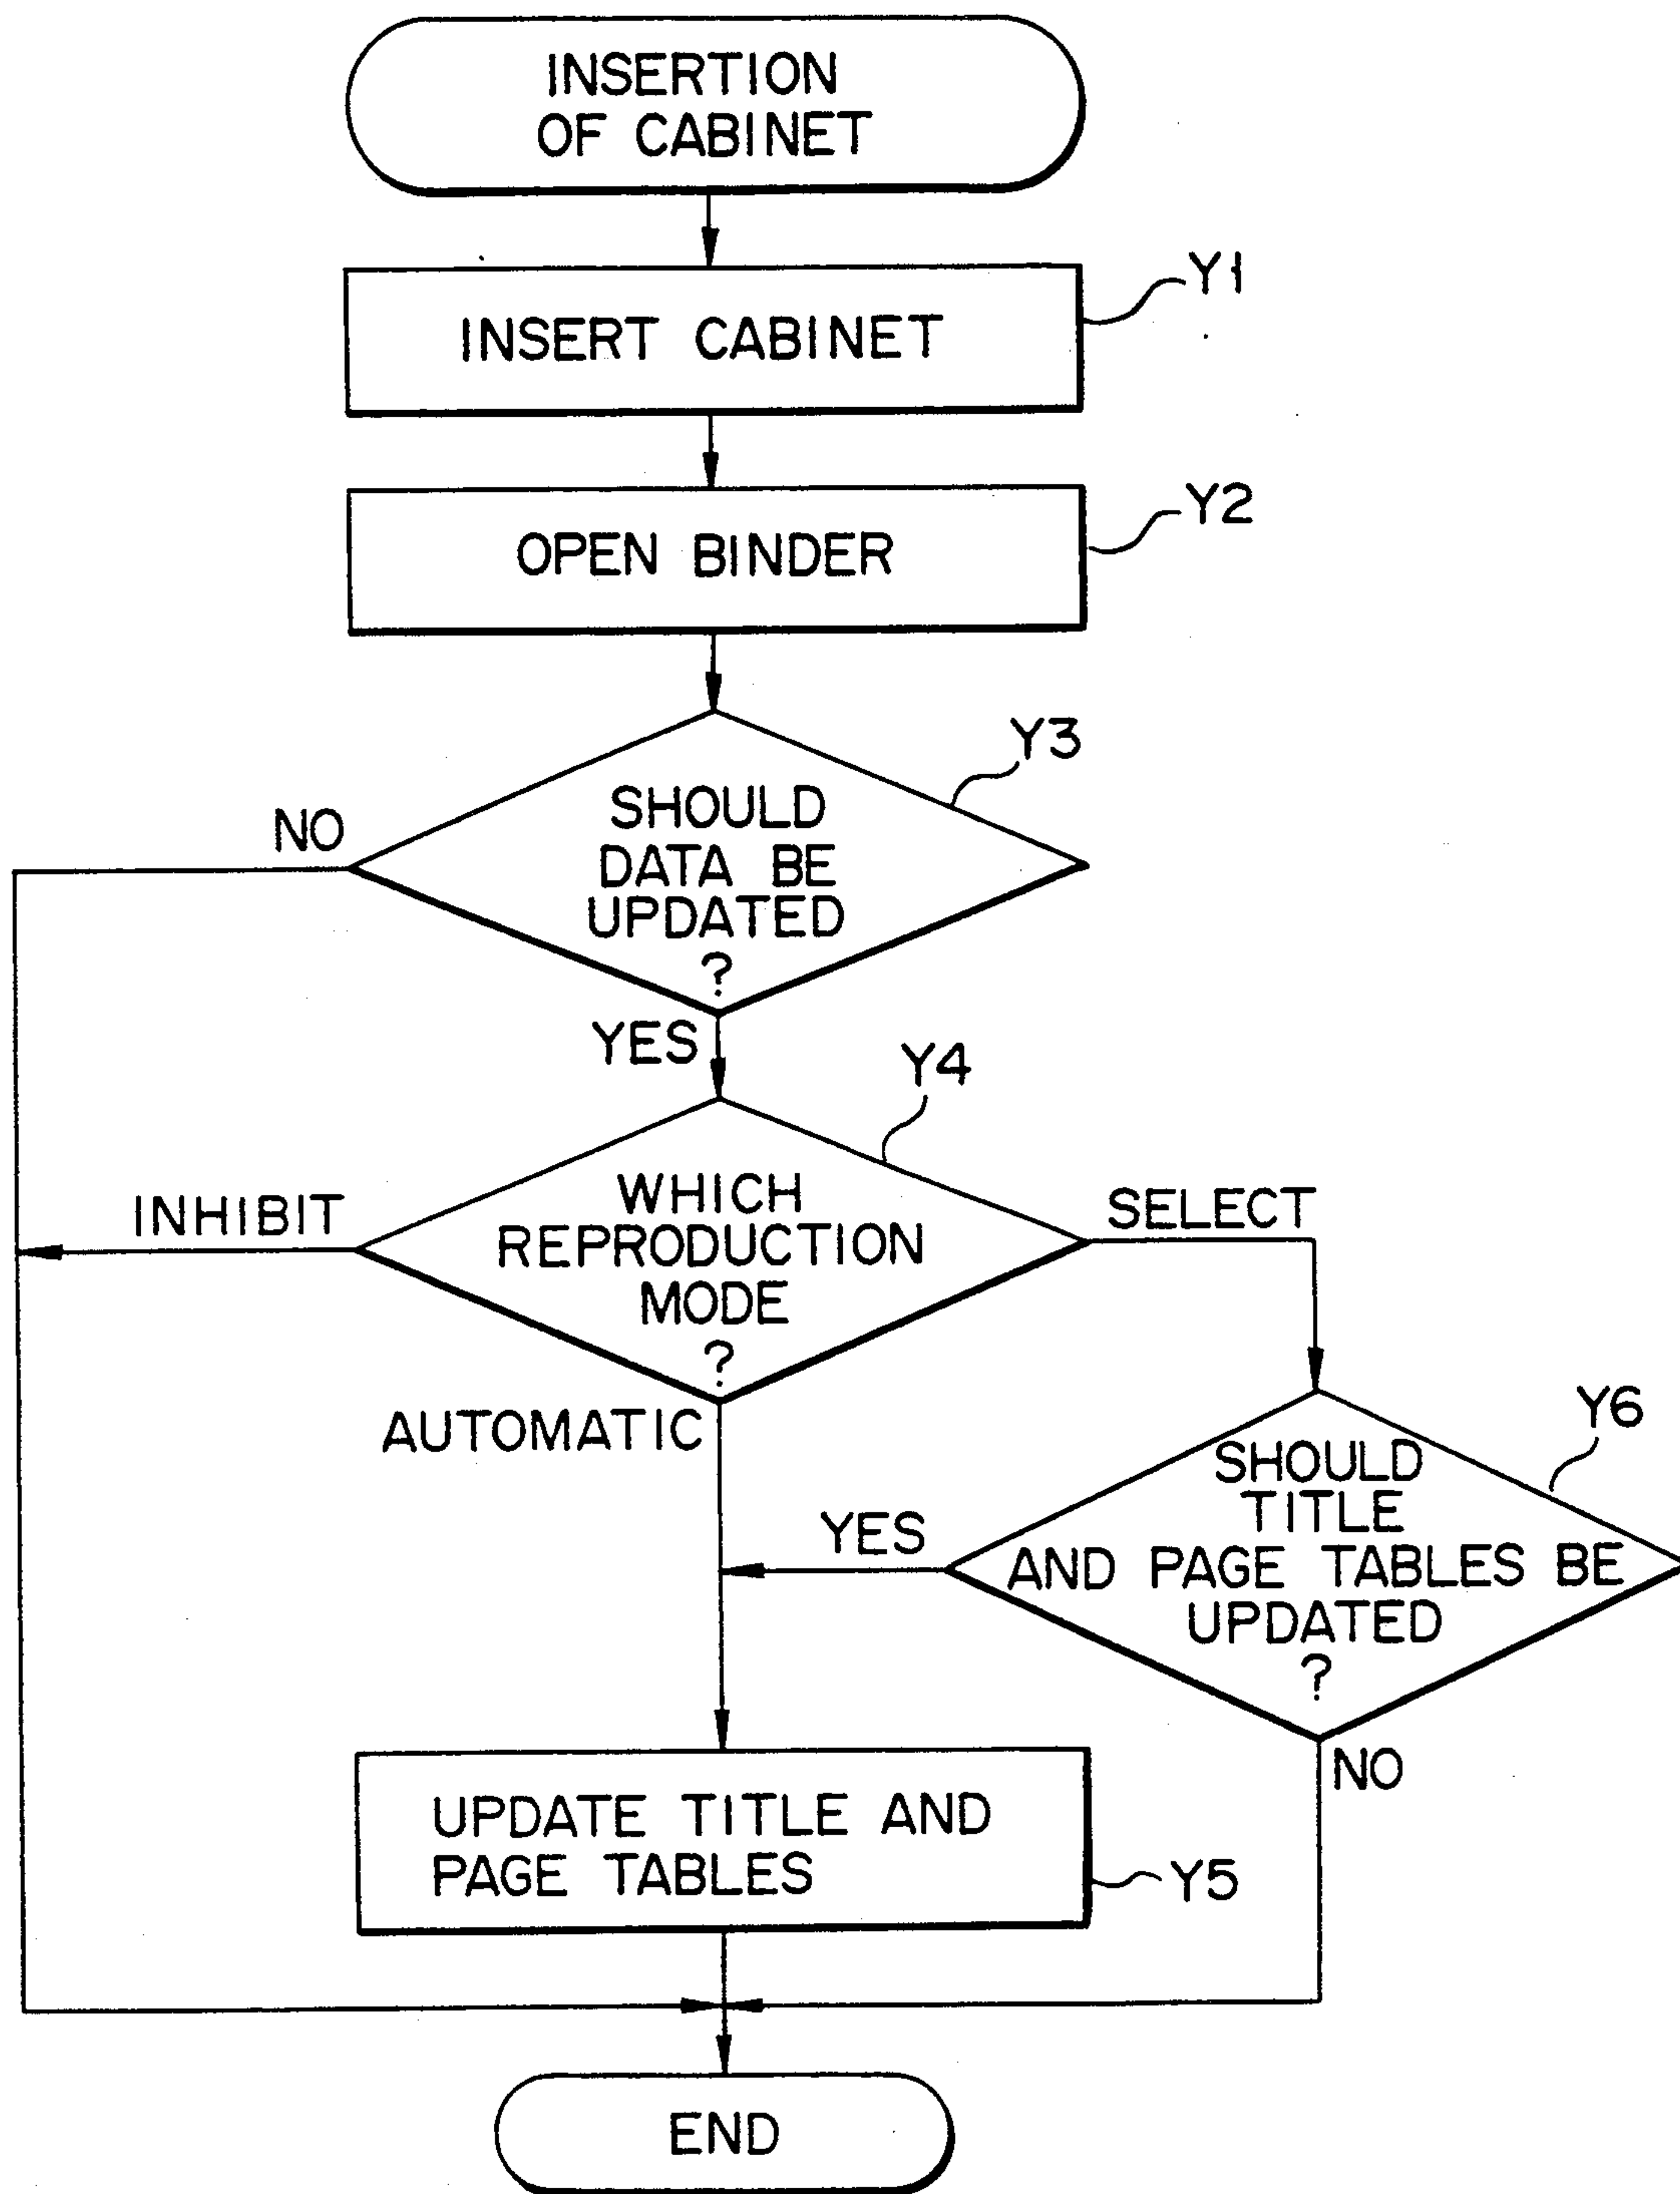 INSERTION
OF CABINET
INSERT CABINET
Y1
OPEN BINDER
Y2
SHOULD
DATA BE
UPDATED
?
Y3
NO
YES
WHICH
REPRODUCTION
MODE
?
Y4
INHIBIT
SELECT
AUTOMATIC
SHOULD
TITLE
AND PAGE TABLES BE
UPDATED
?
Y6
YES
NO
UPDATE TITLE AND
PAGE TABLES
Y5
END